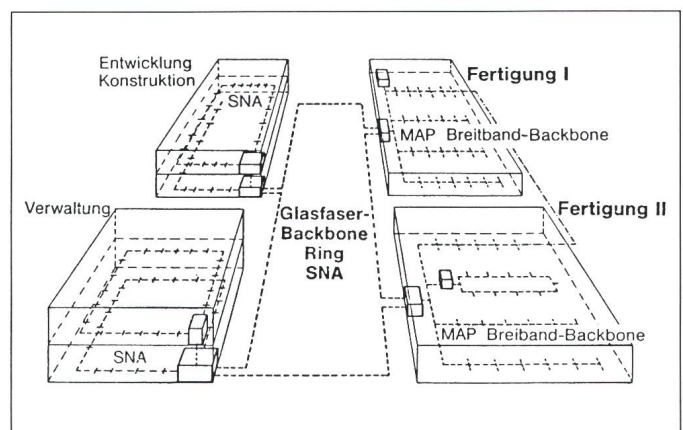 Entwicklung
Konstruktion
SNA
Fertigung I
MAP Breitband-Backbone
Verwaltung
Glasfaser-
Backbone
Ring
SNA
Fertigung II
MAP Breiband-Backbone
SNA